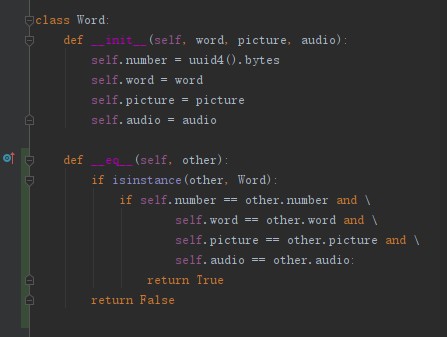 class Word:
    def __init__(self, word, picture, audio):
        self.number = uuid4().bytes
        self.word = word
        self.picture = picture
        self.audio = audio
    def __eq__(self, other):
        if isinstance(other, Word):
            if self.number == other.number and \
                    self.word == other.word and \
                    self.picture == other.picture and \
                    self.audio == other.audio:
                return True
        return False